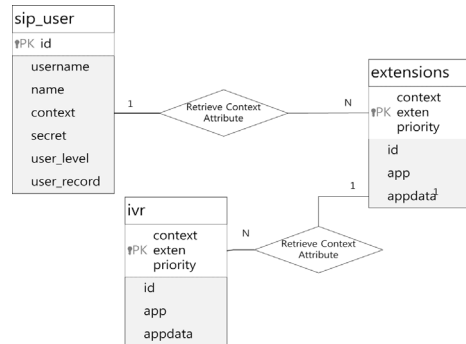 sip_user
PK id
username
name
context
secret
user_level
user_record
1
Retrieve Context
Attribute
N
extensions
context
PK exten
priority
id
app
appdata
1
1
ivr
context
PK exten
priority
id
app
appdata
N
Retrieve Context
Attribute